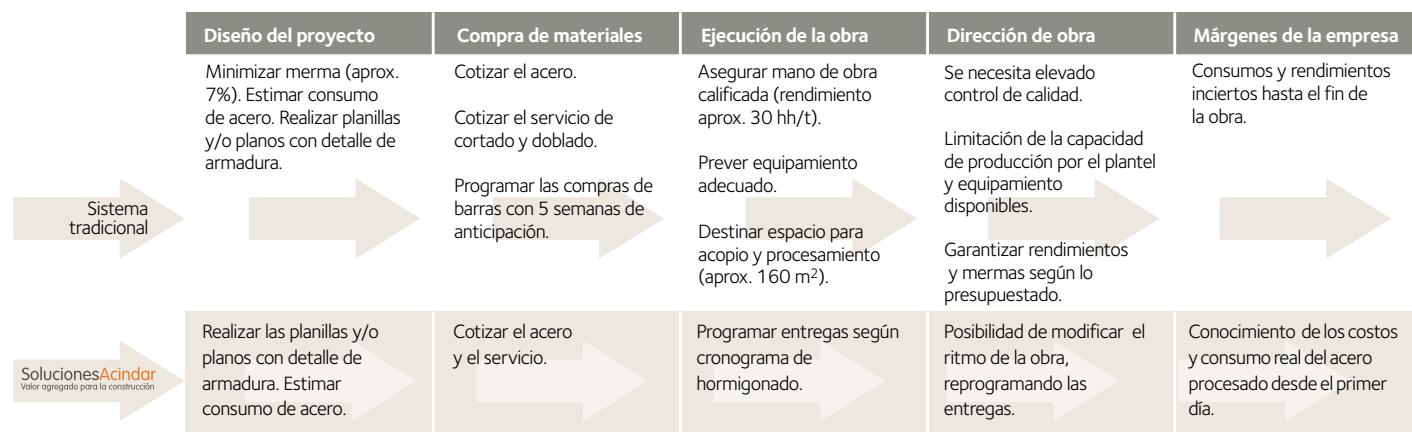 Diseño del proyecto
Compra de materiales
Ejecución de la obra
Dirección de obra
Márgenes de la empresa
Sistema
tradicional
Minimizar merma (aprox.
7%). Estimar consumo
de acero. Realizar planillas
y/o planos con detalle de
armadura.
Cotizar el acero.
Cotizar el servicio de
cortado y doblado.
Programar las compras de
barras con 5 semanas de
anticipación.
Asegurar mano de obra
calificada (rendimiento
aprox. 30 hh/t).
Prever equipamiento
adecuado.
Destinar espacio para
acopio y procesamiento
(aprox. 160 m²).
Se necesita elevado
control de calidad.
Limitación de la capacidad
de producción por el plantel
y equipamiento
disponibles.
Garantizar rendimientos
y mermas según lo
presupuestado.
Consumos y rendimientos
inciertos hasta el fin de
la obra.
SolucionesAcindar
Valor agregado para la construcción
Realizar las planillas y/o
planos con detalle de
armadura. Estimar
consumo de acero.
Cotizar el acero
y el servicio.
Programar entregas según
cronograma de
hormigonado.
Posibilidad de modificar el
ritmo de la obra,
reprogramando las
entregas.
Conocimiento de los costos
y consumo real del acero
procesado desde el primer
día.